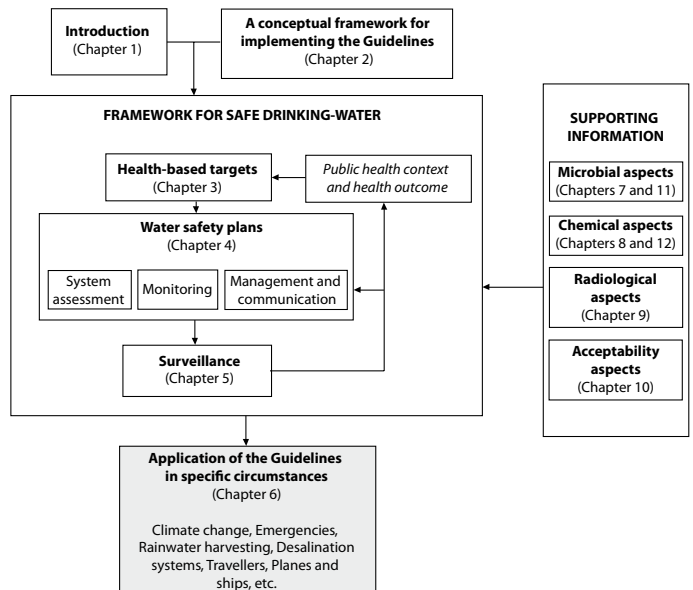 Introduction
(Chapter 1)
A conceptual framework for
implementing the Guidelines
(Chapter 2)
FRAMEWORK FOR SAFE DRINKING-WATER
Health-based targets
(Chapter 3)
Public health context
and health outcome
Water safety plans
(Chapter 4)
System
assessment
Monitoring
Management and
communication
Surveillance
(Chapter 5)
SUPPORTING
INFORMATION
Microbial aspects
(Chapters 7 and 11)
Chemical aspects
(Chapters 8 and 12)
Radiological
aspects
(Chapter 9)
Acceptability
aspects
(Chapter 10)
Application of the Guidelines
in specific circumstances
(Chapter 6)
Climate change, Emergencies,
Rainwater harvesting, Desalination
systems, Travellers, Planes and
ships, etc.